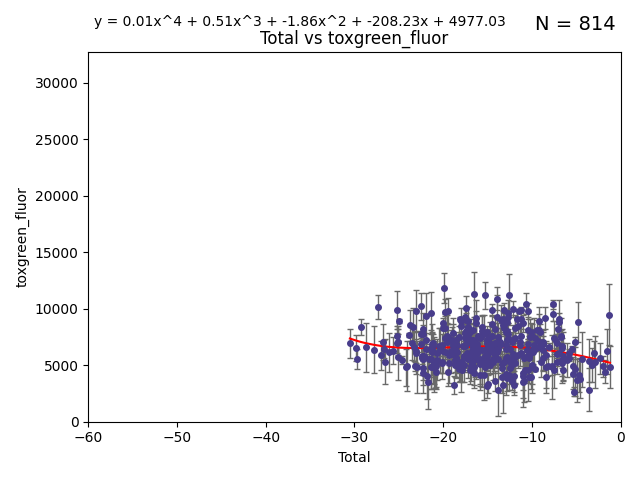 y = 0.01x^4 + 0.51x^3 + -1.86x^2 + -208.23x + 4977.03
N = 814
Total vs toxgreen_fluor
30000
25000
20000
15000
10000
5000
0
toxgreen_fluor
−60
−50
−40
−30
−20
−10
0
Total